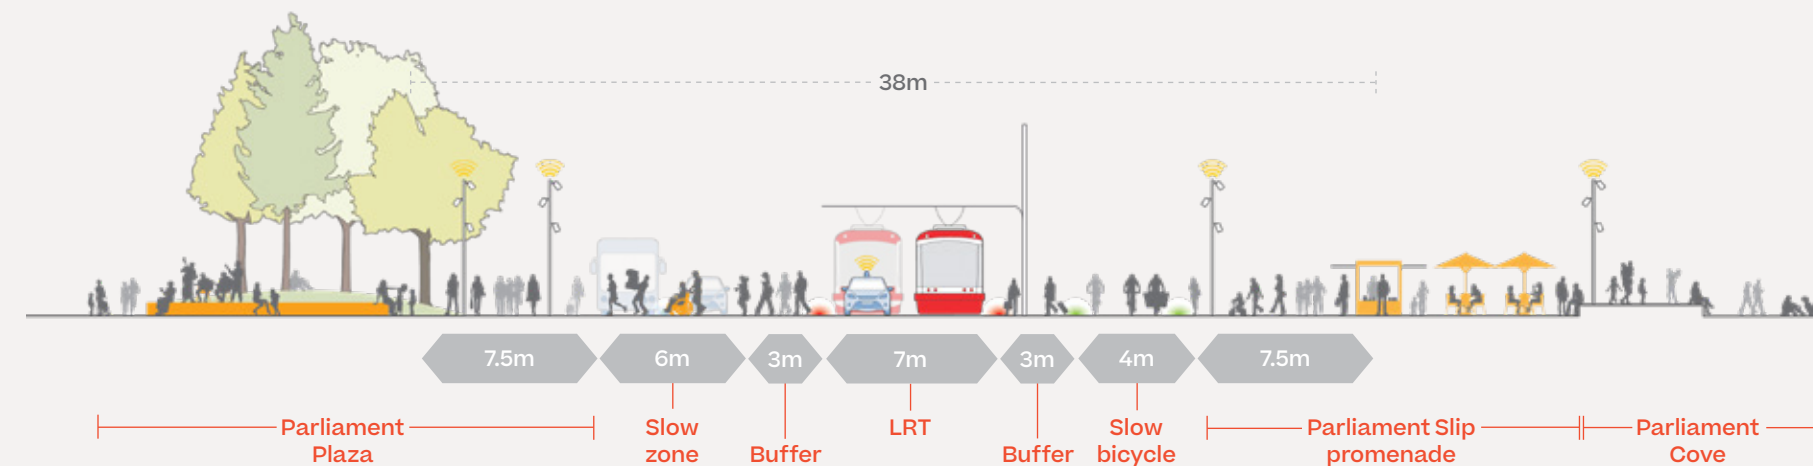 38m
7.5m
6m
3m
7m
3m
4m
7.5m
Parliament
Plaza
Slow
zone
Buffer
LRT
Buffer
Slow
bicycle
Parliament Slip
promenade
Parliament
Cove